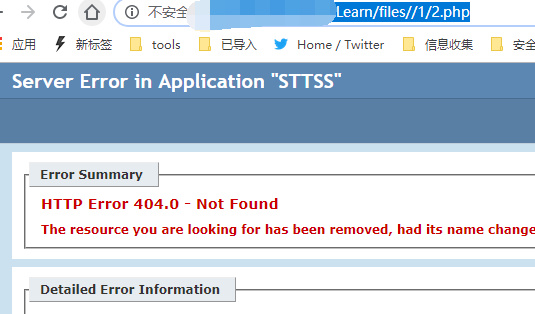 不安全 Learn/files//1/2.php
应用 新标签 tools 已导入 Home / Twitter 信息收集 安全
Server Error in Application "STTSS"
Error Summary
HTTP Error 404.0 - Not Found
The resource you are looking for has been removed, had its name change
Detailed Error Information